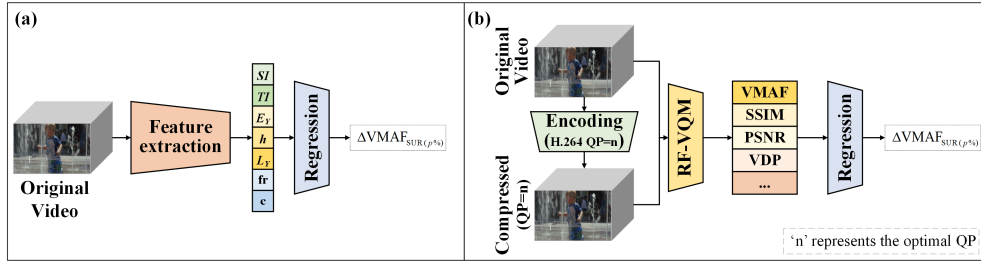 (a)
Original
Video
Feature
extraction
SI
TI
E_Y
h
L_Y
fr
c
Regression
ΔVMAF_SUR(p%)
(b)
Original
Video
Encoding
(H.264 QP=n)
Compressed
(QP=n)
RF-VQM
VMAF
SSIM
PSNR
VDP
...
Regression
ΔVMAF_SUR(p%)
‘n’ represents the optimal QP